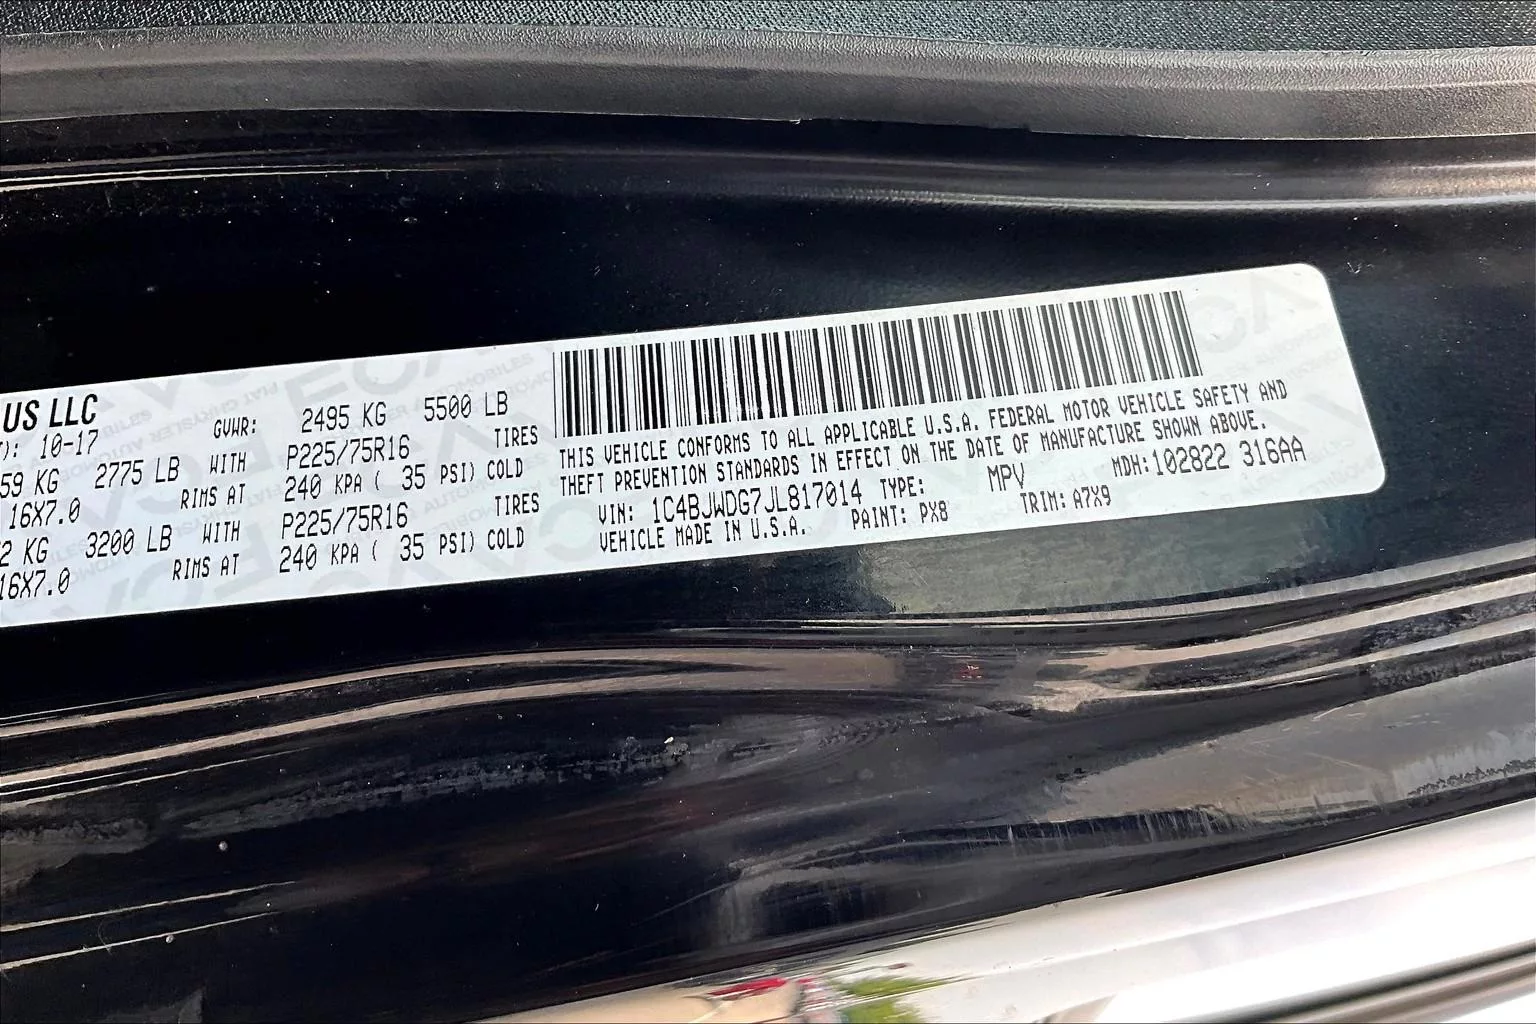 US LLC
): 10-17
GVWR: 2495 KG 5500 LB
59 KG 2775 LB WITH P225/75R16 TIRES
16X7.0 RIMS AT 240 KPA ( 35 PSI) COLD
2 KG 3200 LB WITH P225/75R16 TIRES
16X7.0 RIMS AT 240 KPA ( 35 PSI) COLD
THIS VEHICLE CONFORMS TO ALL APPLICABLE U.S.A. FEDERAL MOTOR VEHICLE SAFETY AND
THEFT PREVENTION STANDARDS IN EFFECT ON THE DATE OF MANUFACTURE SHOWN ABOVE.
VIN: 1C4BJWDG7JL817014 TYPE: MPV MDH:102822 316AA
VEHICLE MADE IN U.S.A. PAINT: PX8 TRIM: A7X9